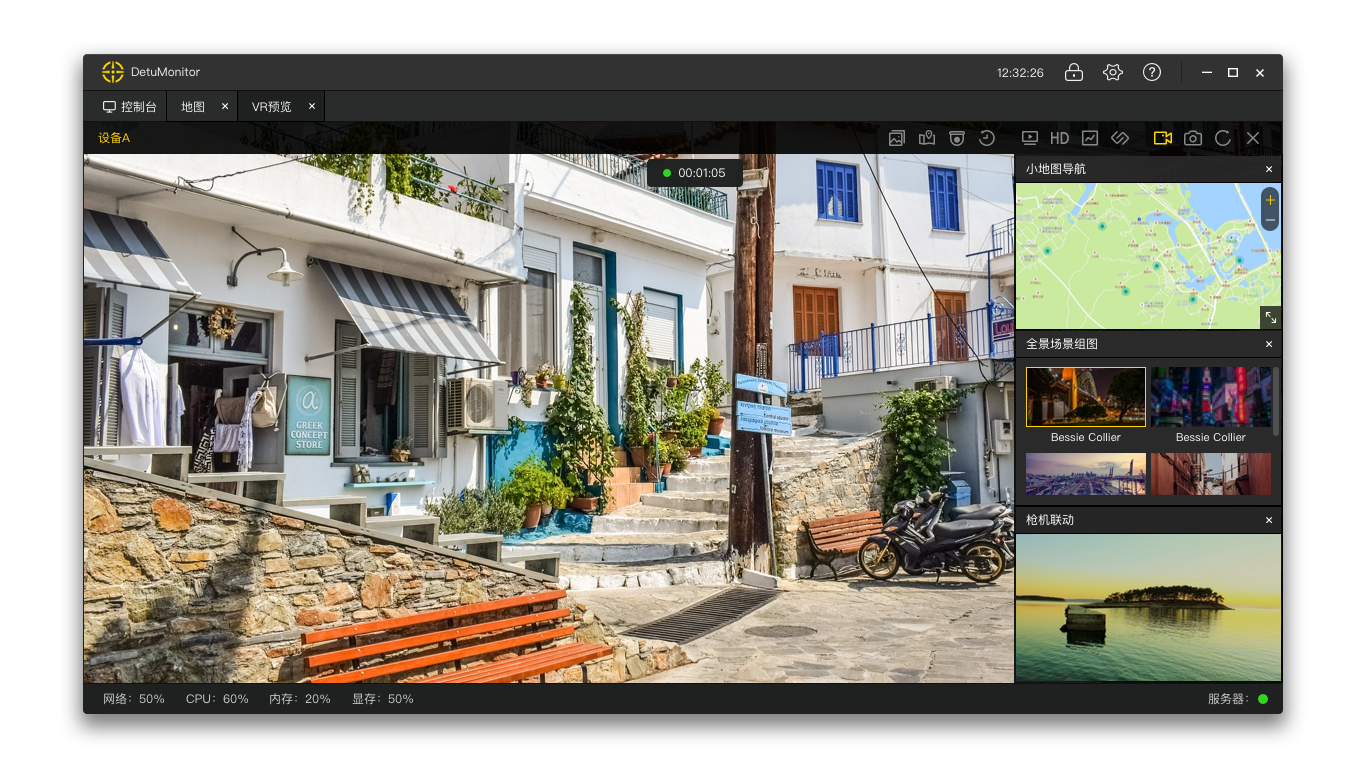 DetuMonitor
12:32:26
控制台
地图
VR预览
设备A
HD
00:01:05
小地图导航
@
GREEK
CONCEPT
STORE
全景场景组图
Bessie Collier
Bessie Collier
枪机联动
网络：50%
CPU：60%
内存：20%
显存：50%
服务器：